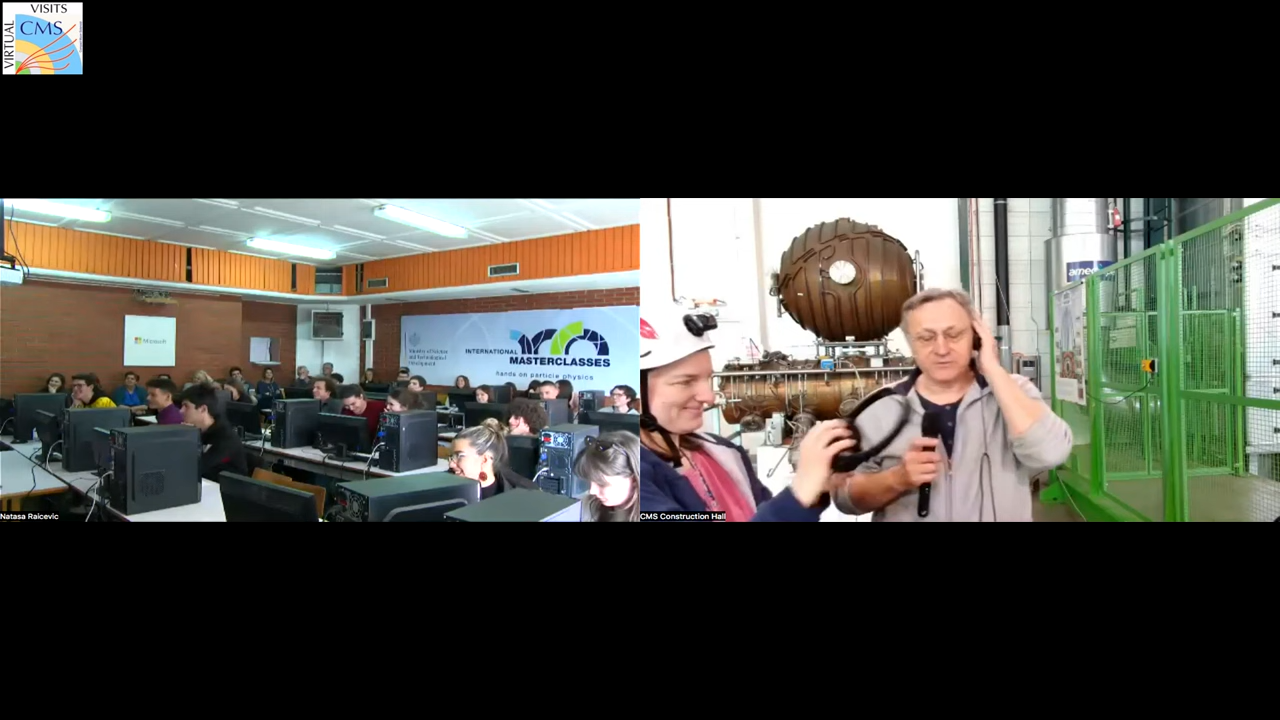 VISITS
CMS
VIRTUAL
Microsoft
INTERNATIONAL
MASTERCLASSES
hands on particle physics
Natasa Raicevic
CMS Construction Hall